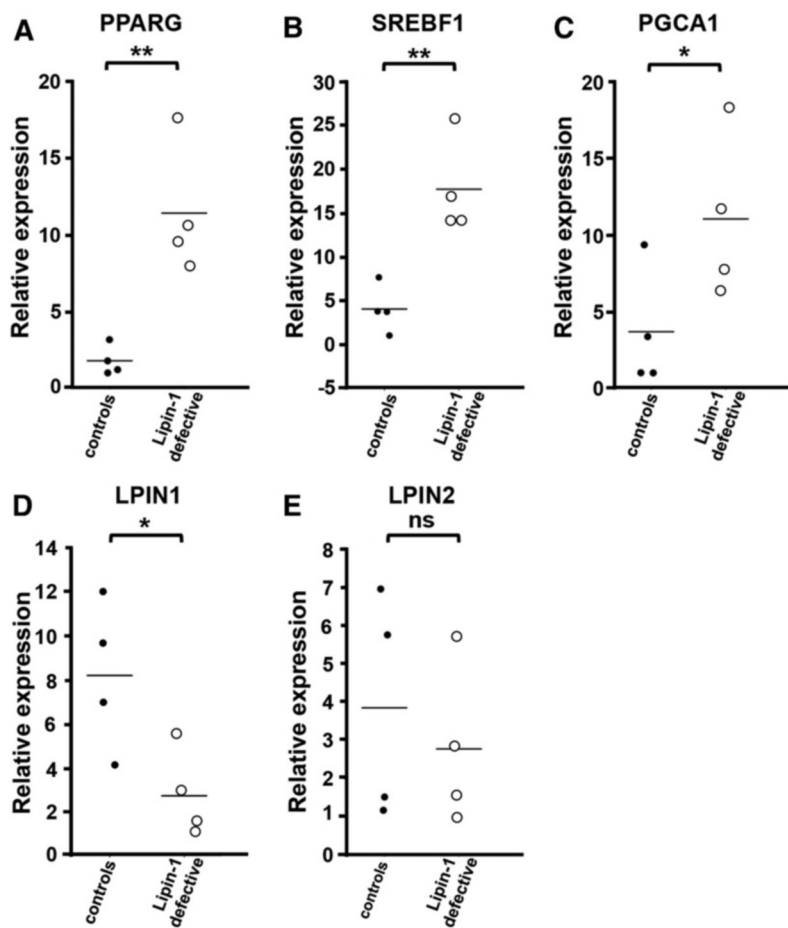 A
PPARG
**
Relative expression
20
15
10
5
0
controls
Lipin-1
defective
B
SREBF1
**
Relative expression
30
25
20
15
10
5
0
-5
controls
Lipin-1
defective
C
PGCA1
*
Relative expression
20
15
10
5
0
controls
Lipin-1
defective
D
LPIN1
*
Relative expression
14
12
10
8
6
4
2
0
controls
Lipin-1
defective
E
LPIN2
ns
Relative expression
8
7
6
5
4
3
2
1
0
controls
Lipin-1
defective